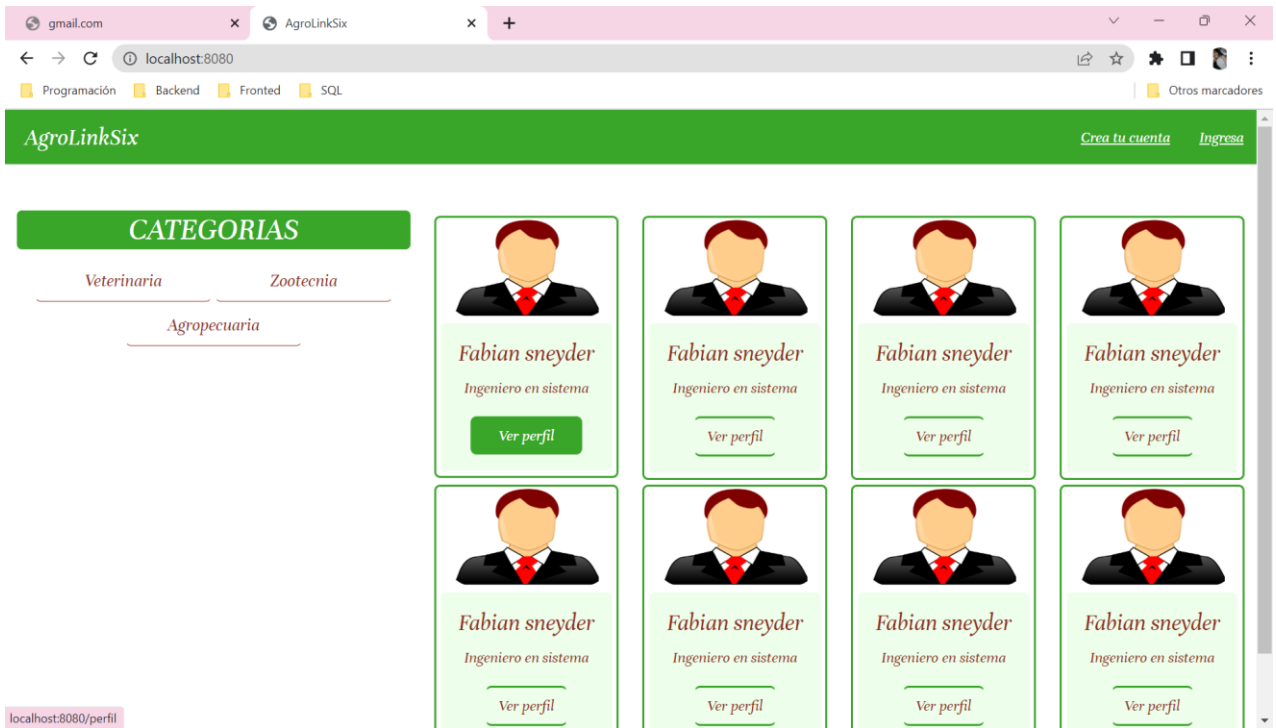 gmail.com
AgroLinkSix
localhost:8080
Programación Backend Fronted SQL Otros marcadores
AgroLinkSix Crea tu cuenta Ingresa
CATEGORIAS
Veterinaria Zootecnia
Agropecuaria
Fabian sneyder Fabian sneyder Fabian sneyder Fabian sneyder
Ingeniero en sistema Ingeniero en sistema Ingeniero en sistema Ingeniero en sistema
Ver perfil Ver perfil Ver perfil Ver perfil
Fabian sneyder Fabian sneyder Fabian sneyder Fabian sneyder
Ingeniero en sistema Ingeniero en sistema Ingeniero en sistema Ingeniero en sistema
Ver perfil Ver perfil Ver perfil Ver perfil
localhost:8080/perfil